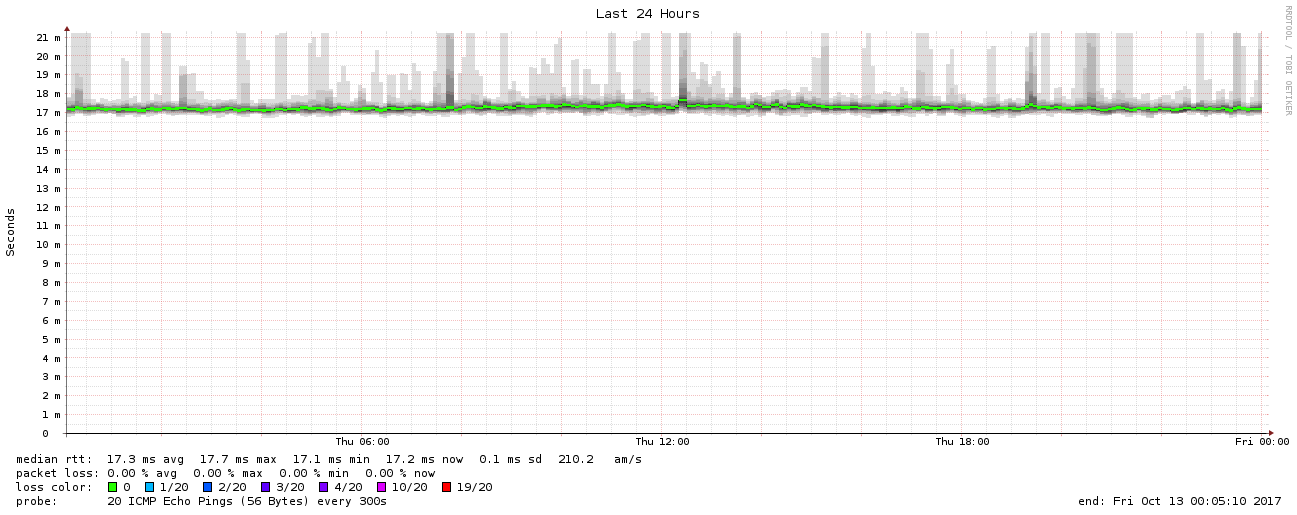 Last 24 Hours
RRDTOOL / TOBI OETIKER
Seconds
21 m
20 m
19 m
18 m
17 m
16 m
15 m
14 m
13 m
12 m
11 m
10 m
9 m
8 m
7 m
6 m
5 m
4 m
3 m
2 m
1 m
0
Thu 06:00 Thu 12:00 Thu 18:00 Fri 00:00
median rtt: 17.3 ms avg 17.7 ms max 17.1 ms min 17.2 ms now 0.1 ms sd 210.2 am/s
packet loss: 0.00 % avg 0.00 % max 0.00 % min 0.00 % now
loss color: 0 1/20 2/20 3/20 4/20 10/20 19/20
probe: 20 ICMP Echo Pings (56 Bytes) every 300s end: Fri Oct 13 00:05:10 2017